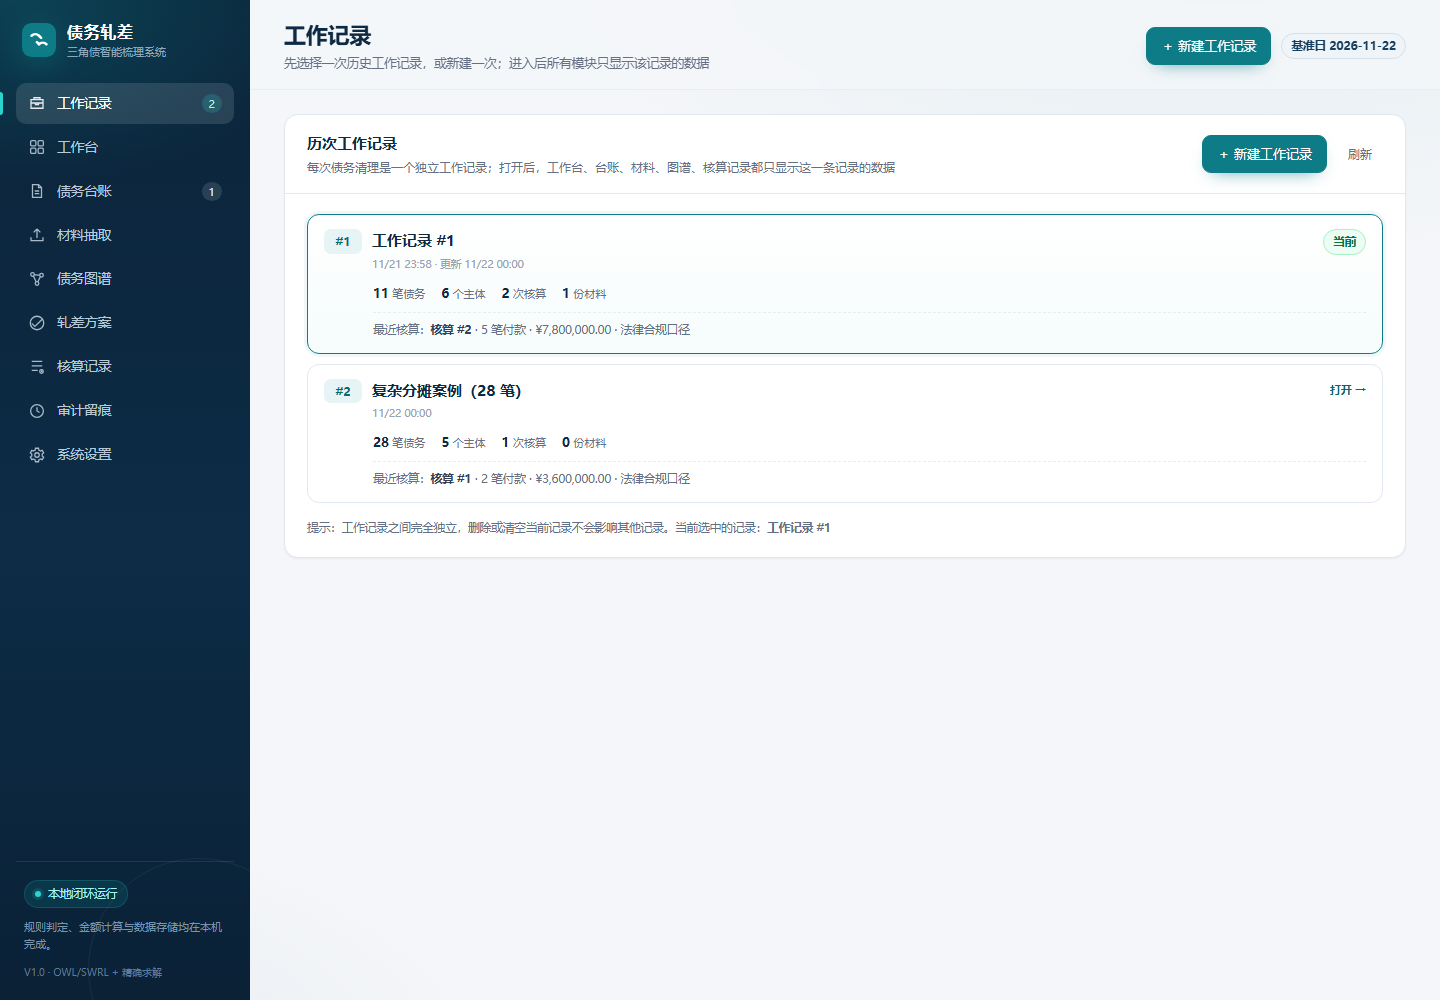 债务轧差
三角债智能梳理系统
工作记录 2
工作台
债务台账 1
材料抽取
债务图谱
轧差方案
核算记录
审计留痕
系统设置
本地闭环运行
规则判定、金额计算与数据存储均在本机
完成。
V1.0 · OWL/SWRL + 精确求解
工作记录
先选择一次历史工作记录，或新建一次；进入后所有模块只显示该记录的数据
+ 新建工作记录
基准日 2026-11-22
历次工作记录
每次债务清理是一个独立工作记录；打开后，工作台、台账、材料、图谱、核算记录都只显示这一条记录的数据
+ 新建工作记录
刷新
#1 工作记录 #1 当前
11/21 23:58 · 更新 11/22 00:00
11 笔债务 6 个主体 2 次核算 1 份材料
最近核算：核算 #2 · 5 笔付款 · ¥7,800,000.00 · 法律合规口径
#2 复杂分摊案例（28 笔） 打开 →
11/22 00:00
28 笔债务 5 个主体 1 次核算 0 份材料
最近核算：核算 #1 · 2 笔付款 · ¥3,600,000.00 · 法律合规口径
提示：工作记录之间完全独立，删除或清空当前记录不会影响其他记录。当前选中的记录：工作记录 #1